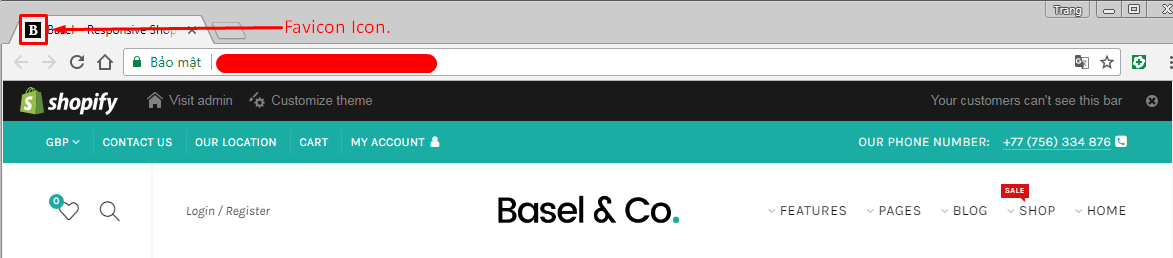 Trang
B Basel - Responsive Shop
Favicon Icon.
Bảo mật
shopify Visit admin Customize theme Your customers can't see this bar
GBP CONTACT US OUR LOCATION CART MY ACCOUNT OUR PHONE NUMBER: +77 (756) 334 876
SALE
0 Login / Register Basel & Co. FEATURES PAGES BLOG SHOP HOME